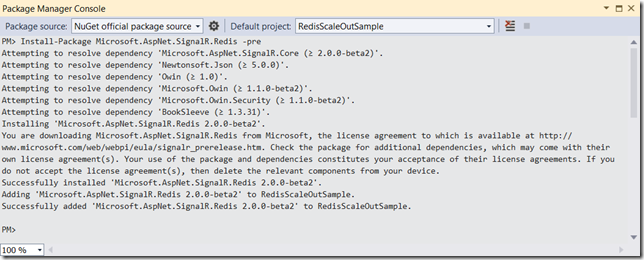 Package Manager Console
Package source: NuGet official package source Default project: RedisScaleOutSample
PM> Install-Package Microsoft.AspNet.SignalR.Redis -pre
Attempting to resolve dependency 'Microsoft.AspNet.SignalR.Core (≥ 2.0.0-beta2)'.
Attempting to resolve dependency 'Newtonsoft.Json (≥ 5.0.0)'.
Attempting to resolve dependency 'Owin (≥ 1.0)'.
Attempting to resolve dependency 'Microsoft.Owin (≥ 1.1.0-beta2)'.
Attempting to resolve dependency 'Microsoft.Owin.Security (≥ 1.1.0-beta2)'.
Attempting to resolve dependency 'BookSleeve (≥ 1.3.31)'.
Installing 'Microsoft.AspNet.SignalR.Redis 2.0.0-beta2'.
You are downloading Microsoft.AspNet.SignalR.Redis from Microsoft, the license agreement to which is available at http://
www.microsoft.com/web/webpi/eula/signalr_prerelease.htm. Check the package for additional dependencies, which may come with their
own license agreement(s). Your use of the package and dependencies constitutes your acceptance of their license agreements. If you
do not accept the license agreement(s), then delete the relevant components from your device.
Successfully installed 'Microsoft.AspNet.SignalR.Redis 2.0.0-beta2'.
Adding 'Microsoft.AspNet.SignalR.Redis 2.0.0-beta2' to RedisScaleOutSample.
Successfully added 'Microsoft.AspNet.SignalR.Redis 2.0.0-beta2' to RedisScaleOutSample.
PM>
100 %